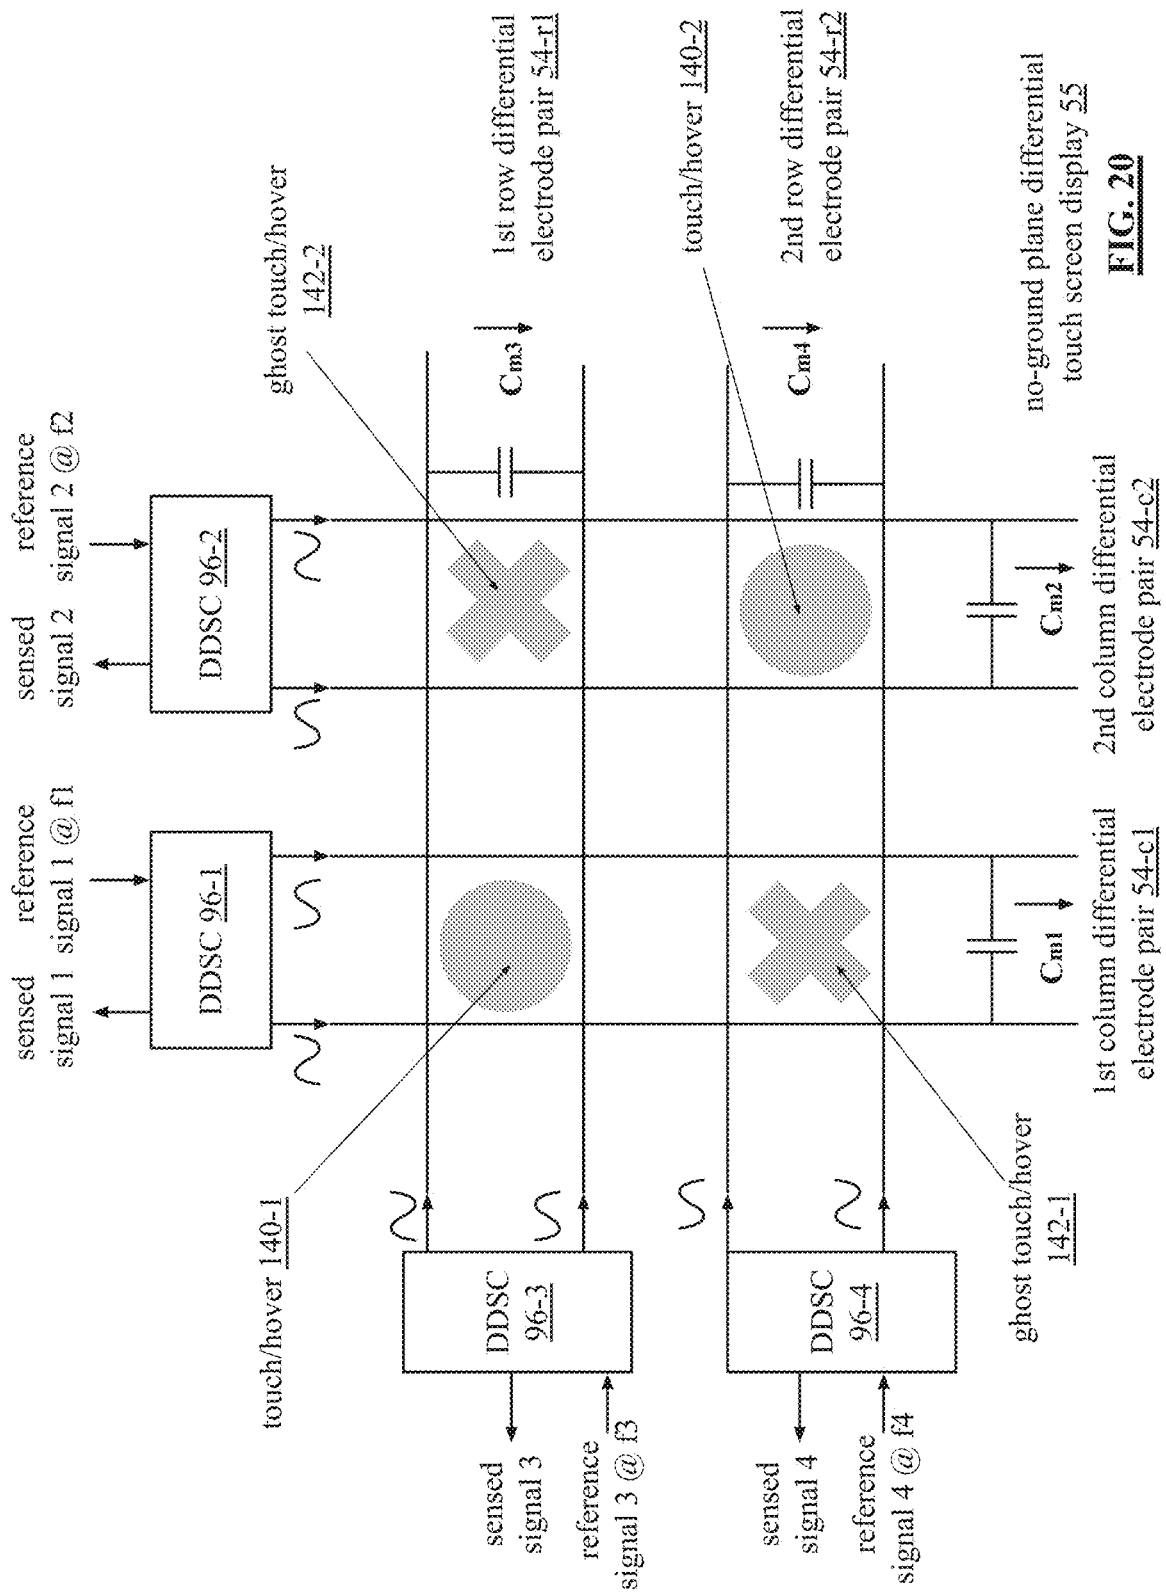 sensed
signal 1
reference
signal 1 @ f1
sensed
signal 2
reference
signal 2 @ f2
DDSC 96-1
DDSC 96-2
ghost touch/hover
142-2
touch/hover 140-1
DDSC
96-3
sensed
signal 3
reference
signal 3 @ f3
Cm3
1st row differential
electrode pair 54-r1
touch/hover 140-2
DDSC
96-4
sensed
signal 4
reference
signal 4 @ f4
Cm4
2nd row differential
electrode pair 54-r2
ghost touch/hover
142-1
Cm1
Cm2
1st column differential
electrode pair 54-c1
2nd column differential
electrode pair 54-c2
no-ground plane differential
touch screen display 55
FIG. 20